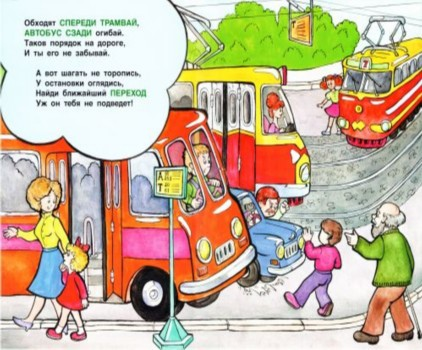 Обходят СПЕРЕДИ ТРАМВАЙ,
АВТОБУС СЗАДИ огибай.
Таков порядок на дороге,
И ты его не забывай.
А вот шагать не торопись,
У остановки оглядись,
Найди ближайший ПЕРЕХОД
Уж он тебя не подведет!
Т
7
А
Т